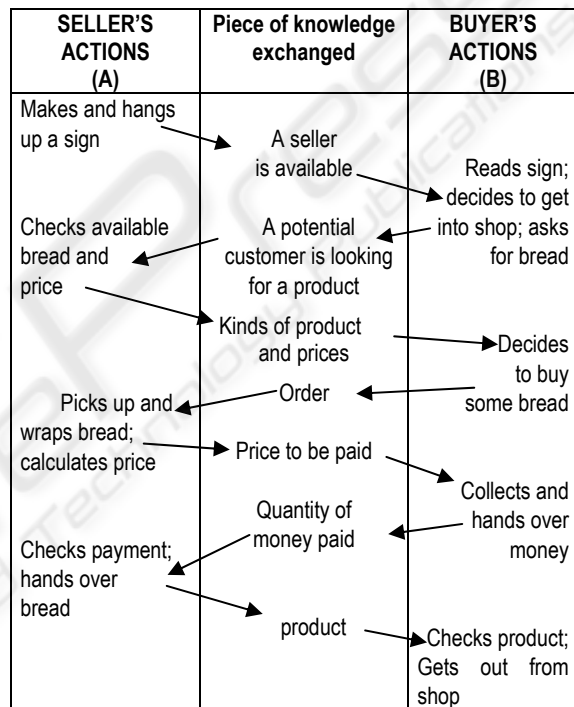 SELLER'S
ACTIONS
(A)
Piece of knowledge
exchanged
BUYER'S
ACTIONS
(B)
Makes and hangs
up a sign
A seller
is available
Reads sign;
decides to get
into shop; asks
for bread
A potential
customer is looking
for a product
Checks available
bread and
price
Kinds of product
and prices
Decides
to buy
some bread
Order
Picks up and
wraps bread;
calculates price
Price to be paid
Collects and
hands over
money
Quantity of
money paid
Checks payment;
hands over
bread
product
Checks product;
Gets out from
shop